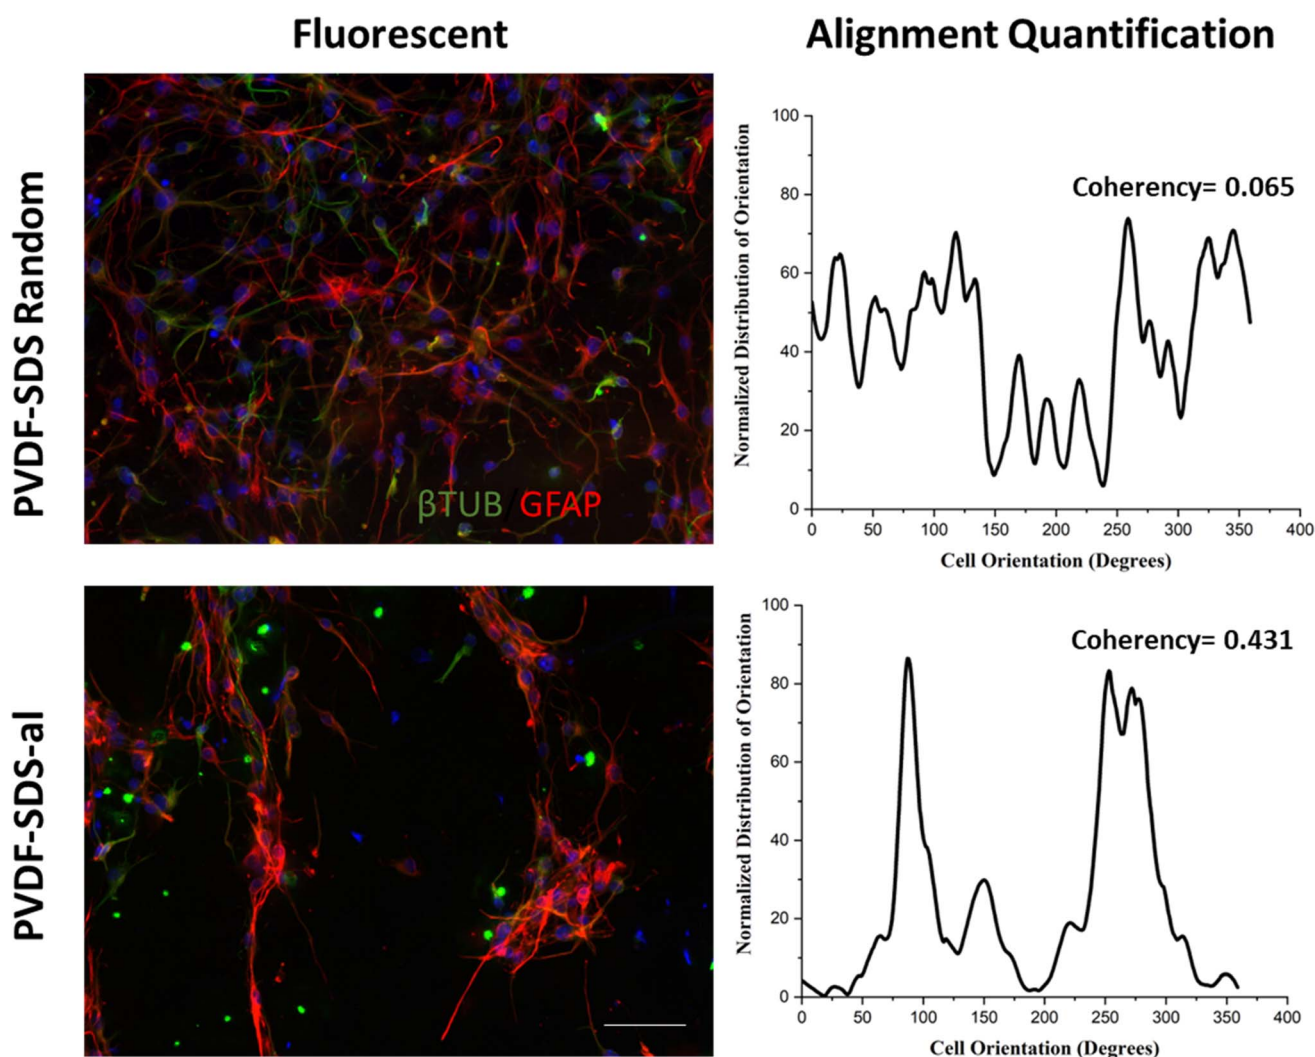 Fluorescent
Alignment Quantification
PVDF-SDS Random
βTUB/GFAP
Normalized Distribution of Orientation
100
80
60
40
20
0
Coherency= 0.065
0 50 100 150 200 250 300 350 400
Cell Orientation (Degrees)
PVDF-SDS-al
Normalized Distribution of Orientation
100
80
60
40
20
0
Coherency= 0.431
0 50 100 150 200 250 300 350 400
Cell Orientation (Degrees)